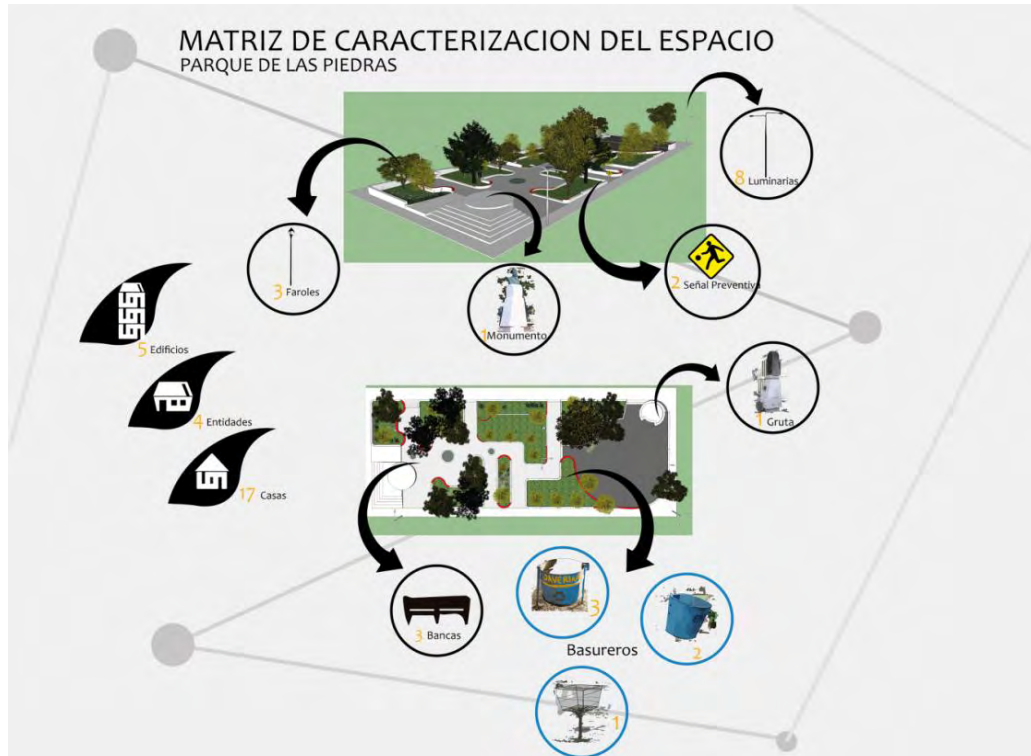 MATRIZ DE CARACTERIZACION DEL ESPACIO
PARQUE DE LAS PIEDRAS
8 Luminarias
3 Faroles
2 Señal Preventiva
1 Monumento
5 Edificios
4 Entidades
1 Gruta
17 Casas
3 Bancas
3
2
Basureros
1